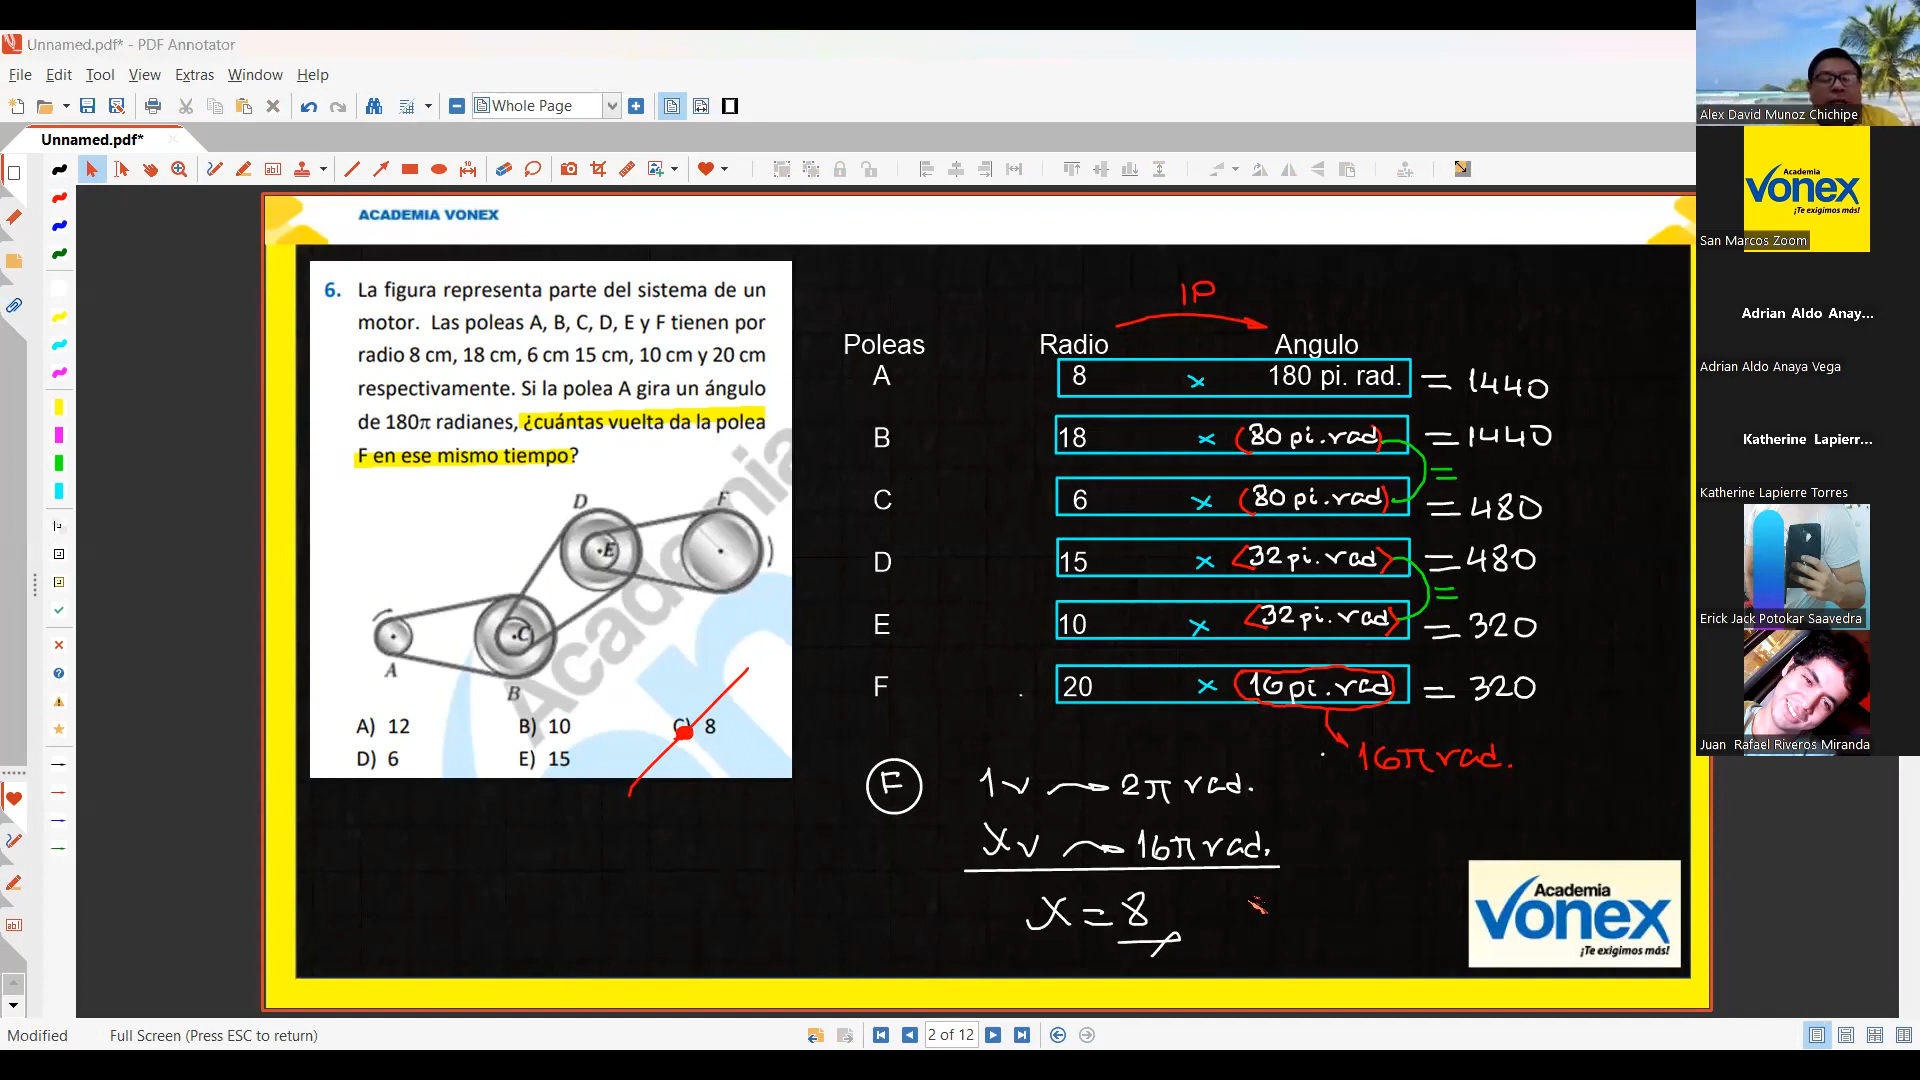 Unnamed.pdf* - PDF Annotator
File Edit Tool View Extras Window Help
Whole Page
Unnamed.pdf*
ACADEMIA VONEX
6. La figura representa parte del sistema de un
motor. Las poleas A, B, C, D, E y F tienen por
radio 8 cm, 18 cm, 6 cm 15 cm, 10 cm y 20 cm
respectivamente. Si la polea A gira un ángulo
de 180π radianes, ¿cuántas vuelta da la polea
F en ese mismo tiempo?
D F
E
C
A
B
Academia
A) 12 B) 10 C) 8
D) 6 E) 15
IP
Poleas Radio Angulo
A 8 × 180 pi. rad. = 1440
B 18 × (80 pi.rad) = 1440
=
C 6 × (80 pi.rad) = 480
D 15 × <32 pi.rad> = 480
=
E 10 × <32 pi.rad> = 320
F 20 × 16 pi.rad = 320
16π rad.
F 1v 2π rad.
xv 16π rad.
x = 8
Academia
vonex
¡Te exigimos más!
Alex David Munoz Chichipe
Academia
vonex
¡Te exigimos más!
San Marcos Zoom
Adrian Aldo Anay...
Adrian Aldo Anaya Vega
Katherine Lapierr...
Katherine Lapierre Torres
Erick Jack Potokar Saavedra
Juan Rafael Riveros Miranda
Modified Full Screen (Press ESC to return) 2 of 12